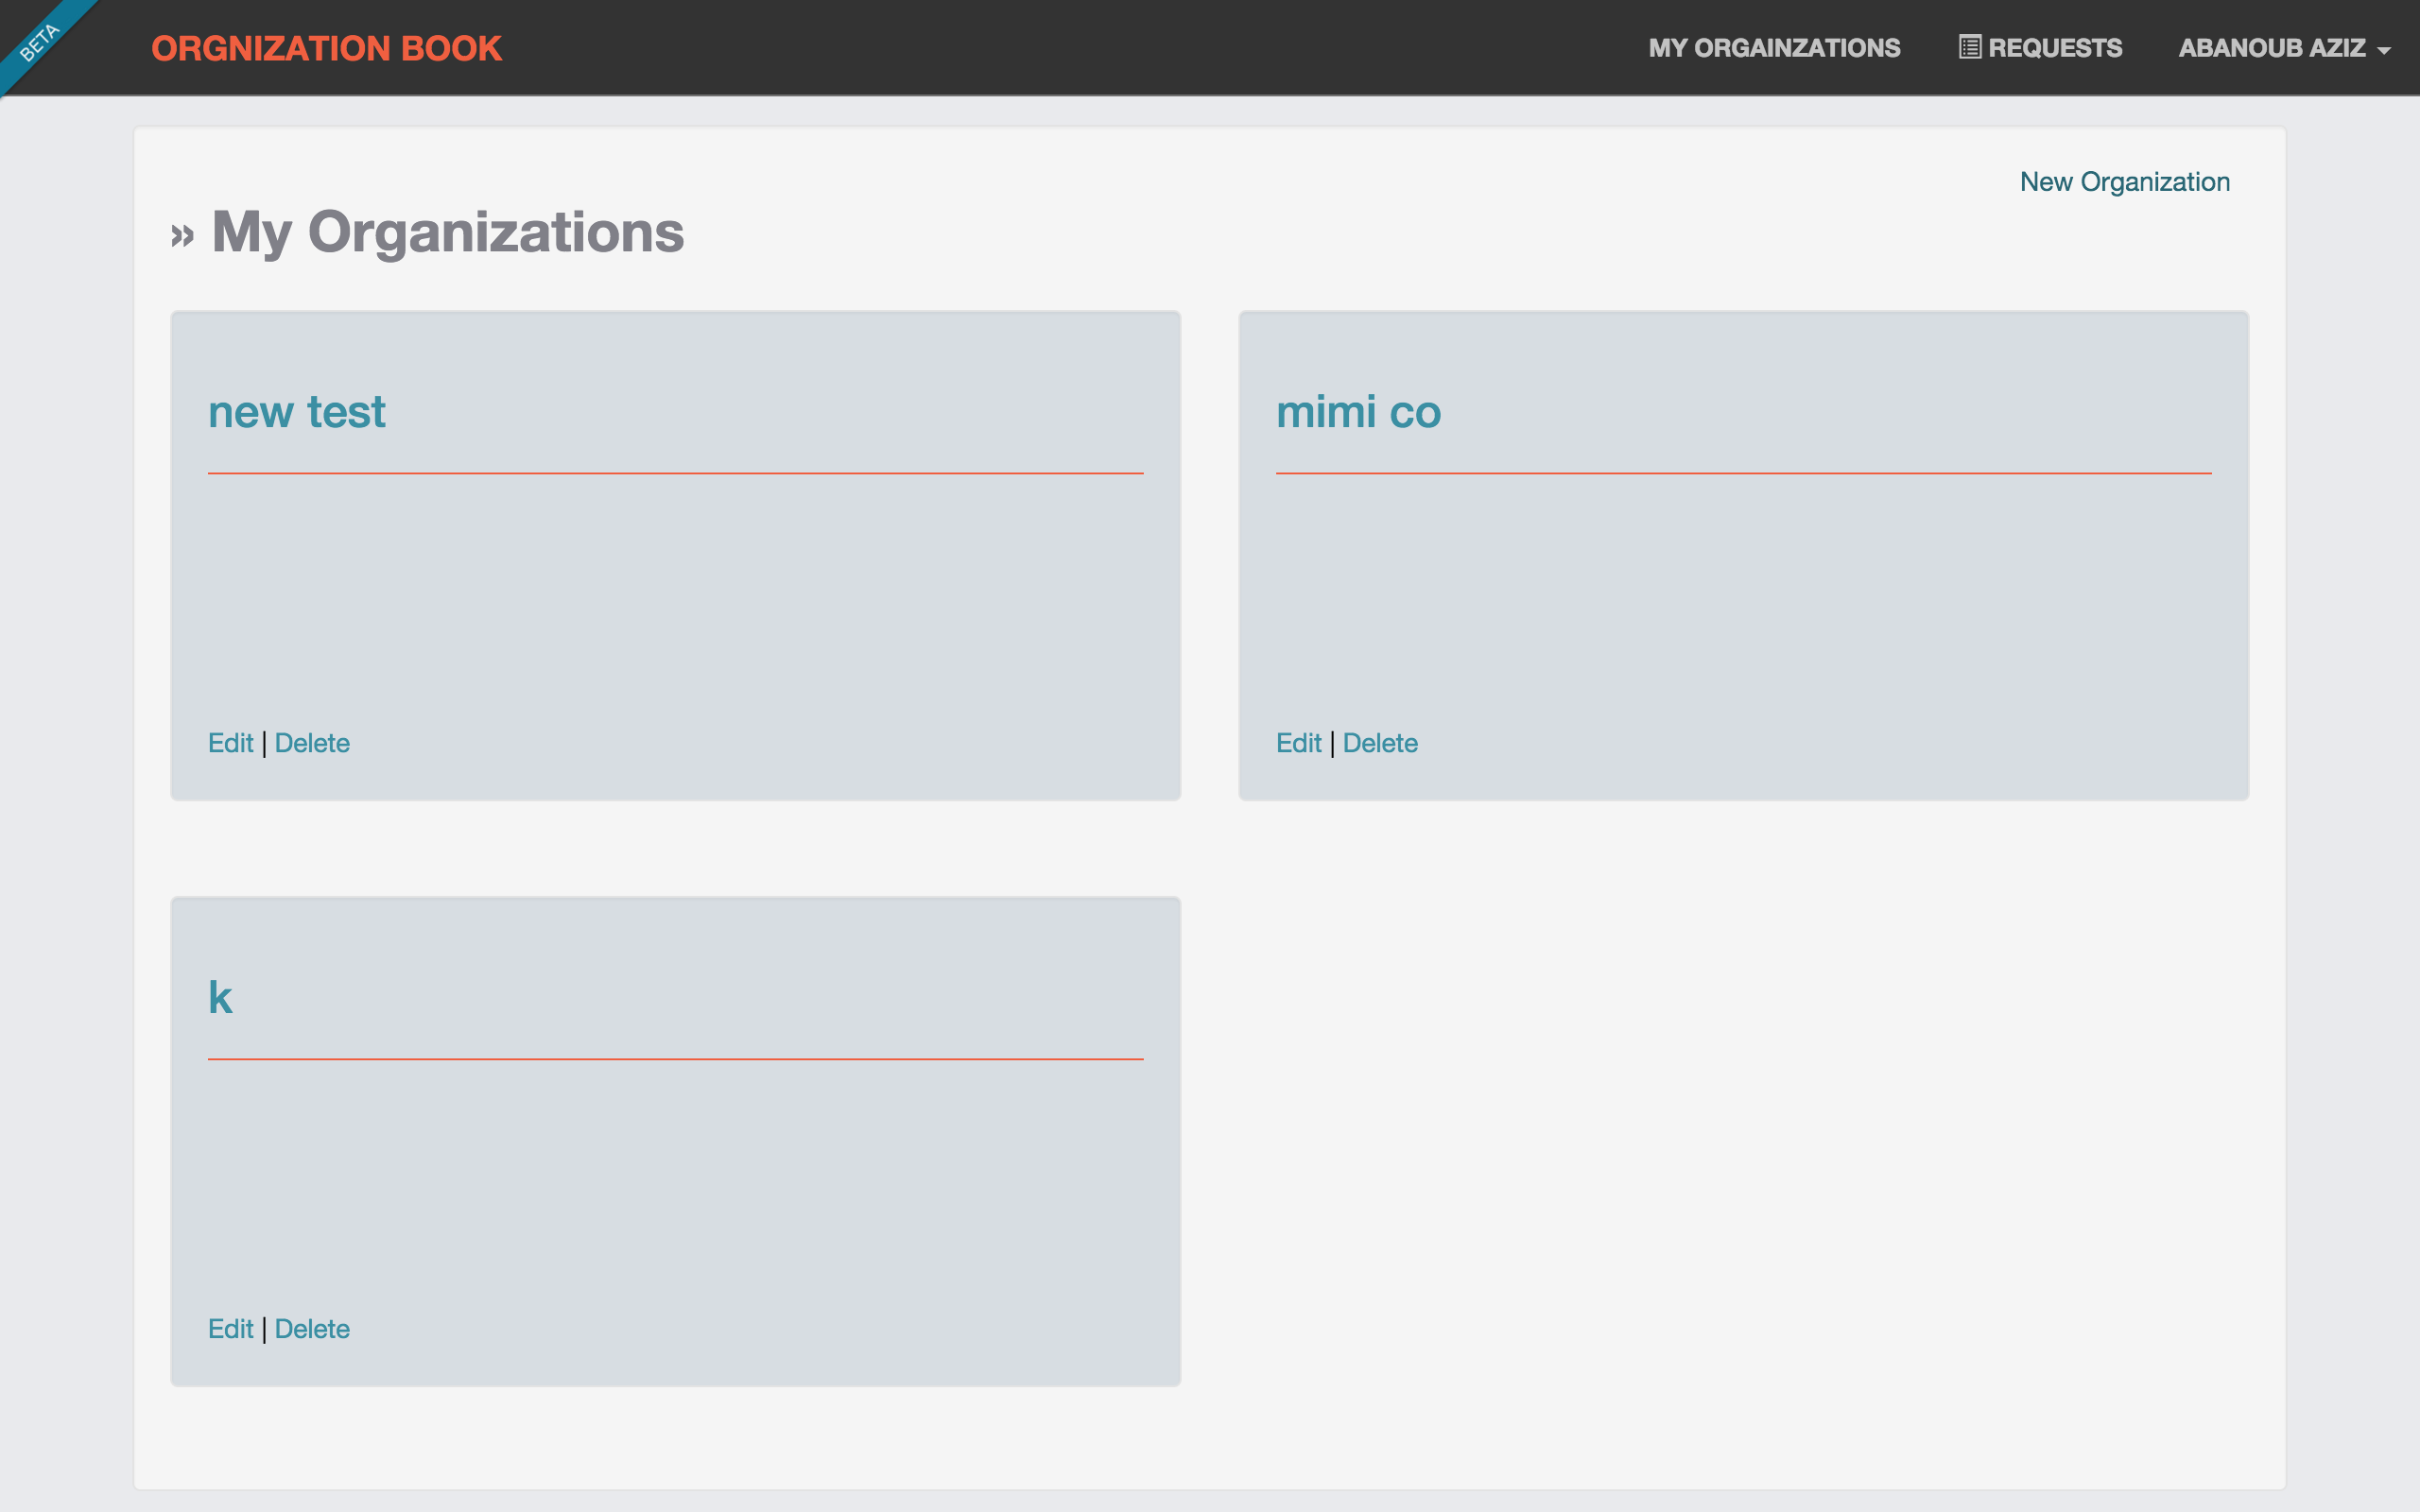 BETA
ORGNIZATION BOOK
MY ORGAINZATIONS
REQUESTS
ABANOUB AZIZ
New Organization
» My Organizations
new test
mimi co
Edit | Delete
Edit | Delete
k
Edit | Delete